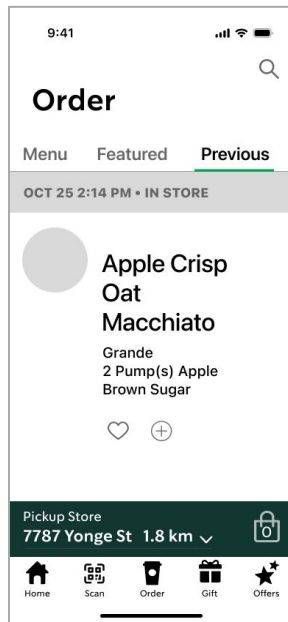 9:41
Order
Menu Featured Previous
OCT 25 2:14 PM • IN STORE
Apple Crisp
Oat
Macchiato
Grande
2 Pump(s) Apple
Brown Sugar
Pickup Store
7787 Yonge St 1.8 km
0
Home Scan Order Gift Offers